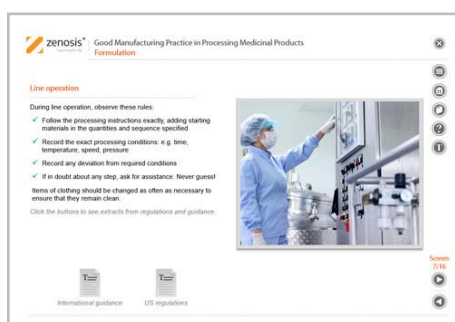 zenosis
Good Manufacturing Practice in Processing Medicinal Products
Formulation
Line operation
During line operation, observe these rules:
Follow the processing instructions exactly, adding starting
materials in the quantities and sequence specified
Record the exact processing conditions: e.g. time,
temperature, speed, pressure
Record any deviation from required conditions
If in doubt about any step, ask for assistance. Never guess!
Items of clothing should be changed as often as necessary to
ensure that they remain clean.
Click the buttons to see extracts from regulations and guidance
International guidance
US regulations
Screen
7/16